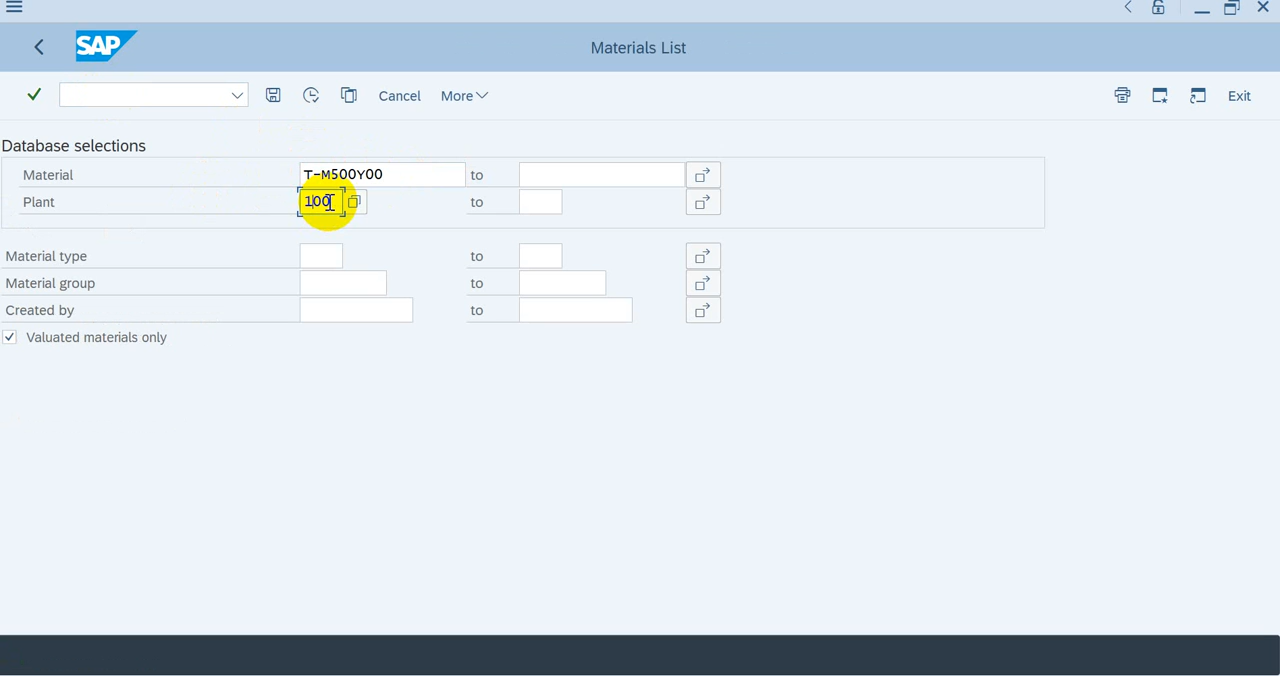 SAP
Materials List
Cancel More Exit
Database selections
Material T-M500Y00 to
Plant 100 to
Material type to
Material group to
Created by to
Valuated materials only